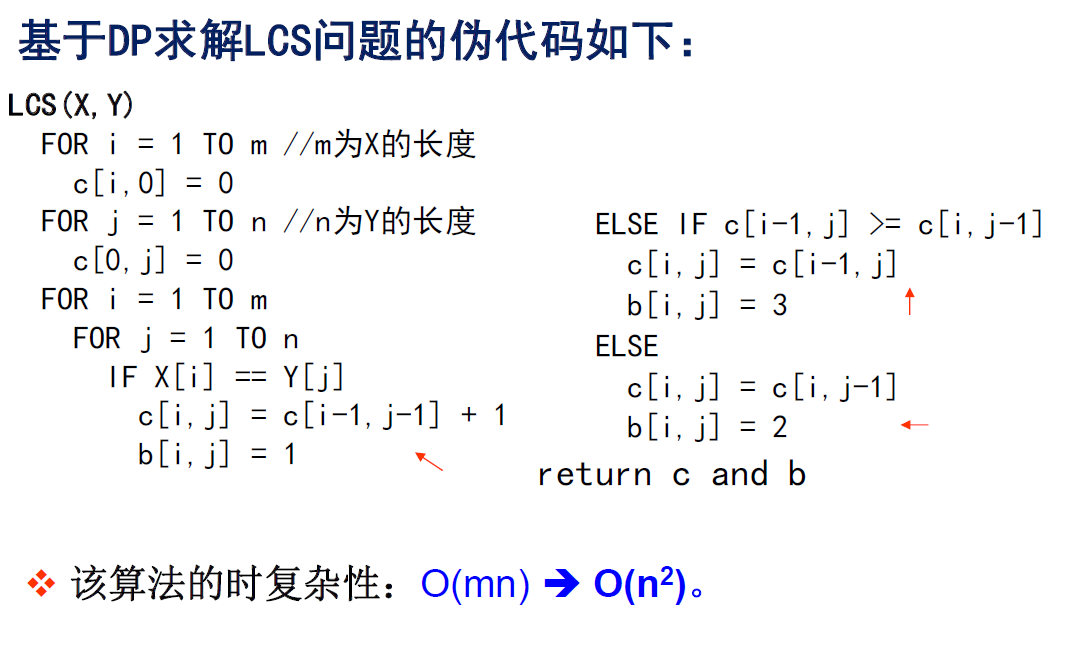 基于DP求解LCS问题的伪代码如下：
LCS(X,Y)
FOR i = 1 TO m //m为X的长度
c[i,0] = 0
FOR j = 1 TO n //n为Y的长度
c[0,j] = 0
FOR i = 1 TO m
FOR j = 1 TO n
IF X[i] == Y[j]
c[i,j] = c[i-1,j-1] + 1
b[i,j] = 1
ELSE IF c[i-1,j] >= c[i,j-1]
c[i,j] = c[i-1,j]
b[i,j] = 3
ELSE
c[i,j] = c[i,j-1]
b[i,j] = 2
return c and b
该算法的时复杂性：O(mn) ➔ O(n²)。